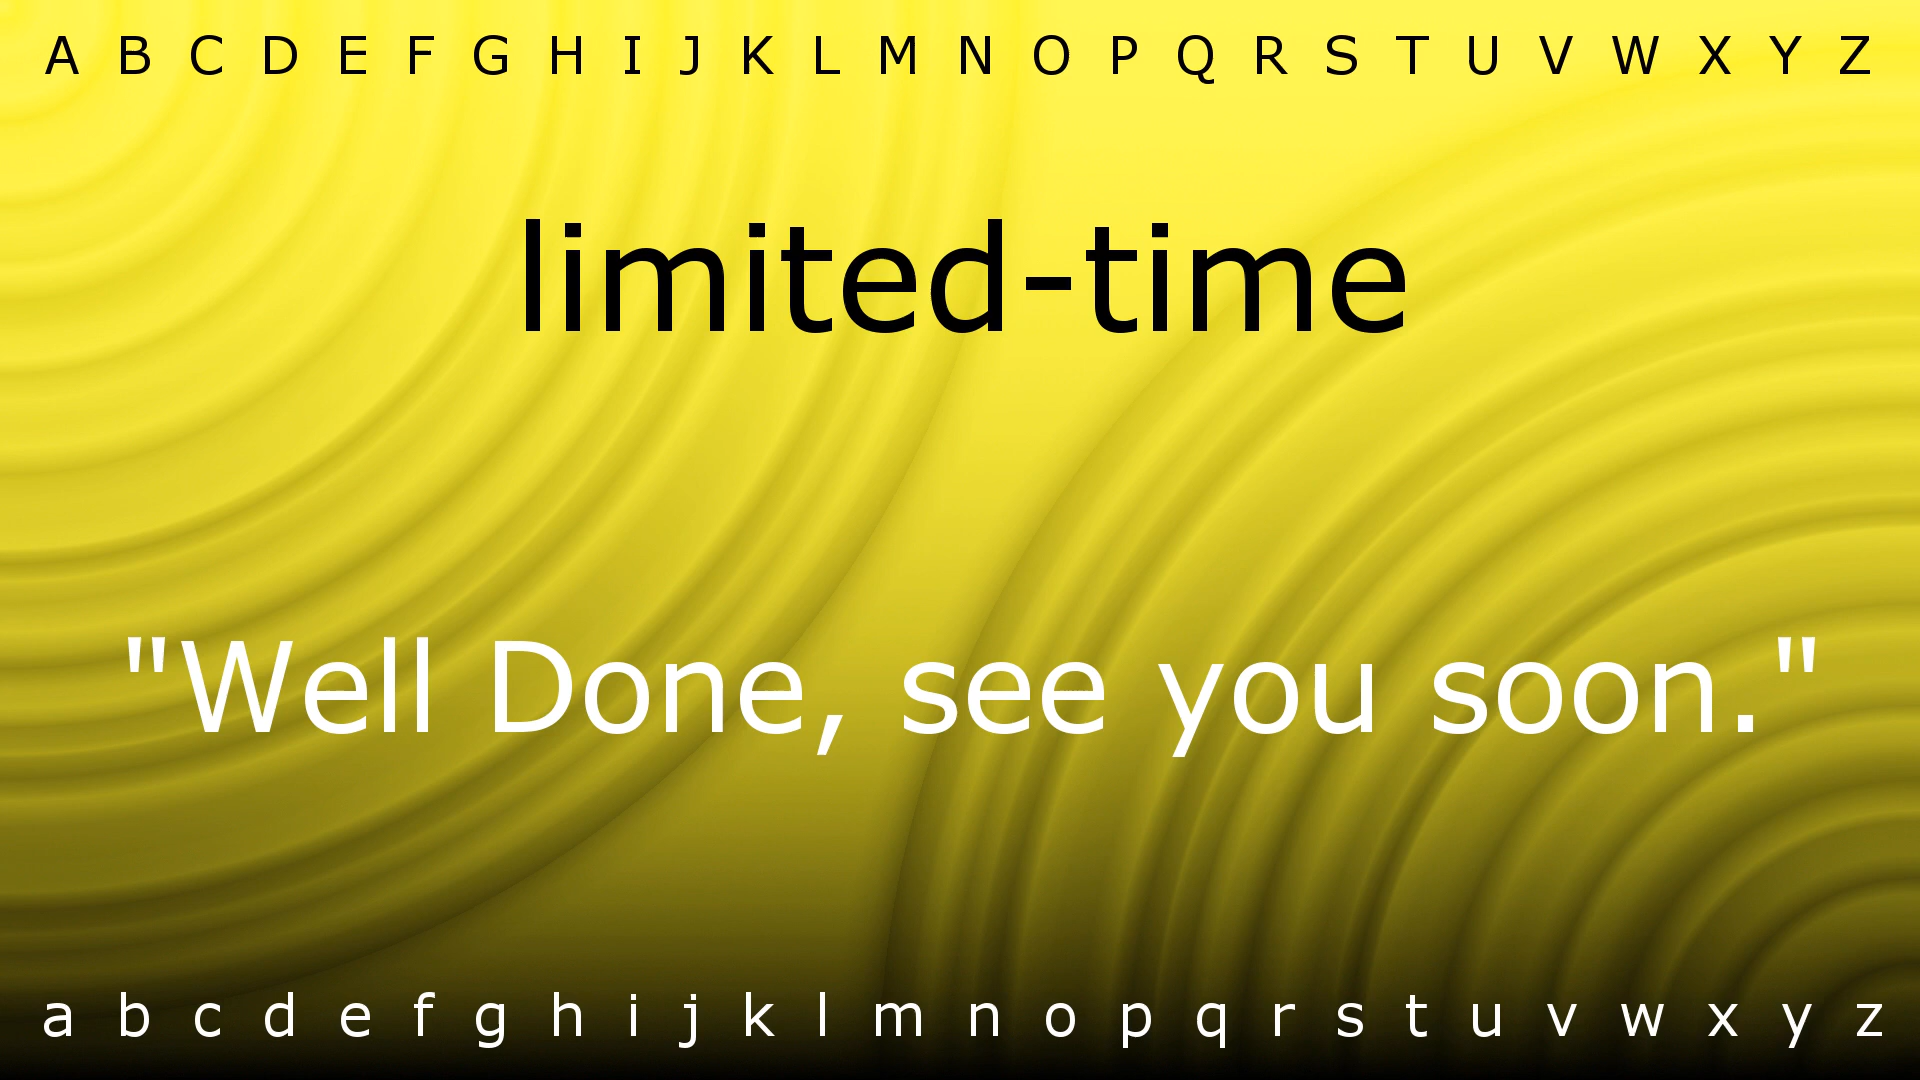 A B C D E F G H I J K L M N O P Q R S T U V W X Y Z
limited-time
"Well Done, see you soon."
a b c d e f g h i j k l m n o p q r s t u v w x y z